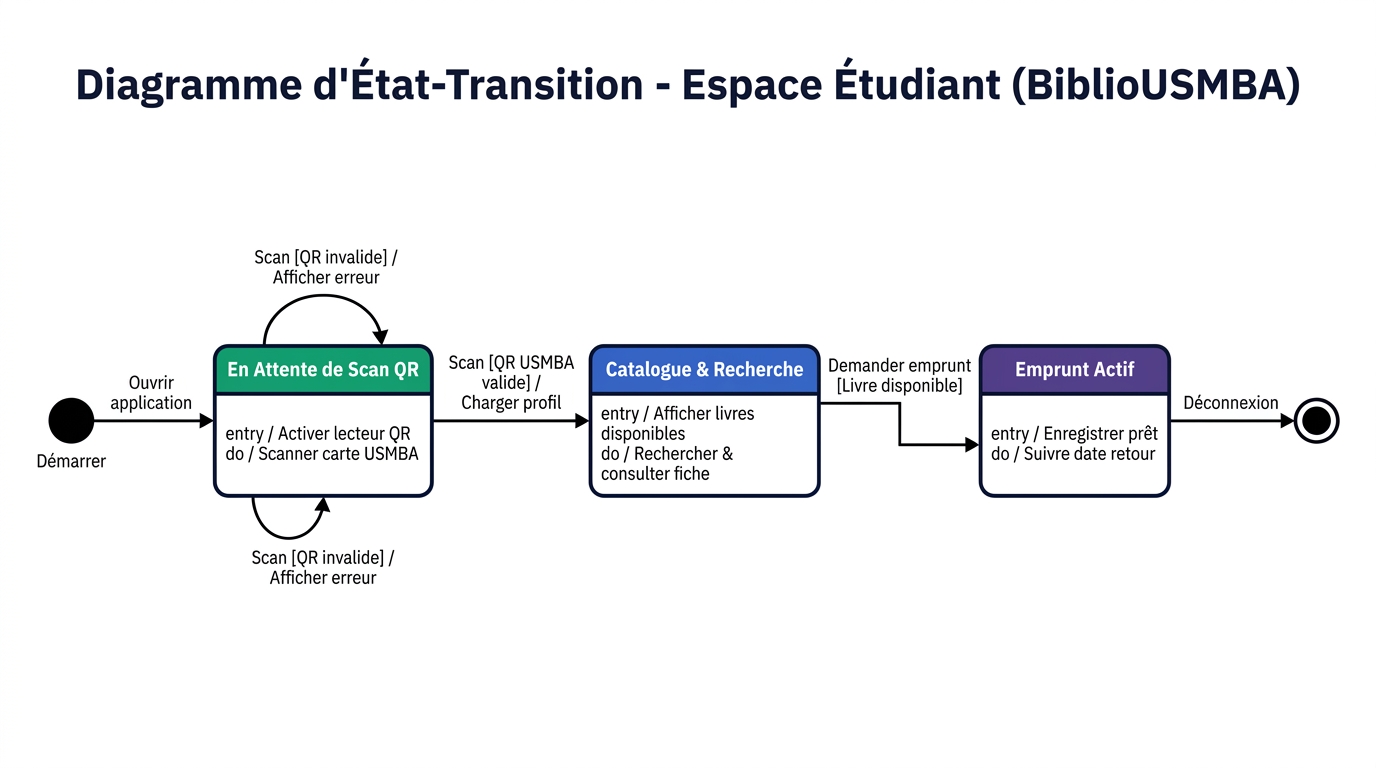 Diagramme d'État-Transition - Espace Étudiant (BiblioUSMBA)
Scan [QR invalide] /
Afficher erreur
Ouvrir
application
Démarrer
En Attente de Scan QR
entry / Activer lecteur QR
do / Scanner carte USMBA
Scan [QR invalide] /
Afficher erreur
Scan [QR USMBA
valide] /
Charger profil
Catalogue & Recherche
entry / Afficher livres
disponibles
do / Rechercher &
consulter fiche
Demander emprunt
[Livre disponible]
Emprunt Actif
entry / Enregistrer prêt
do / Suivre date retour
Déconnexion